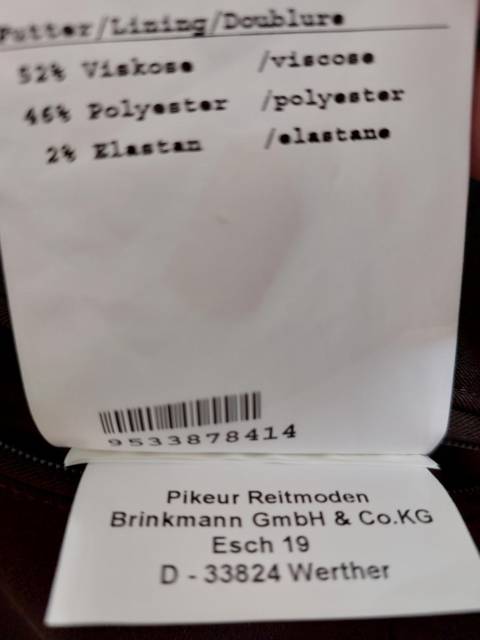 Futter/Lining/Doublure
52% Viskose /viscose
46% Polyester /polyester
2% Elastan /elastane
9533878414
Pikeur Reitmoden
Brinkmann GmbH & Co.KG
Esch 19
D - 33824 Werther